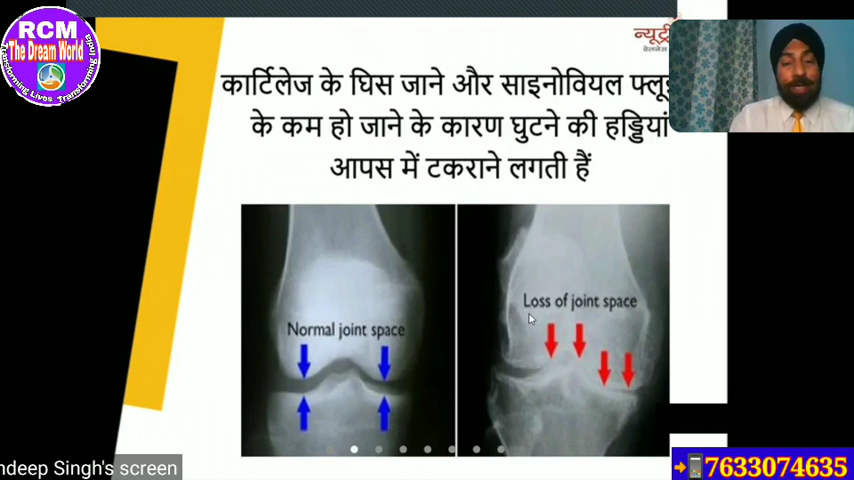 RCM
The Dream World
Transforming Lives Transforming India
वेलनेस
कार्टिलेज के घिस जाने और साइनोवियल
के कम हो जाने के कारण घुटने की हड्डियां
आपस में टकराने लगती हैं
Normal joint space
Loss of joint space
ndeep Singh's screen
7633074635